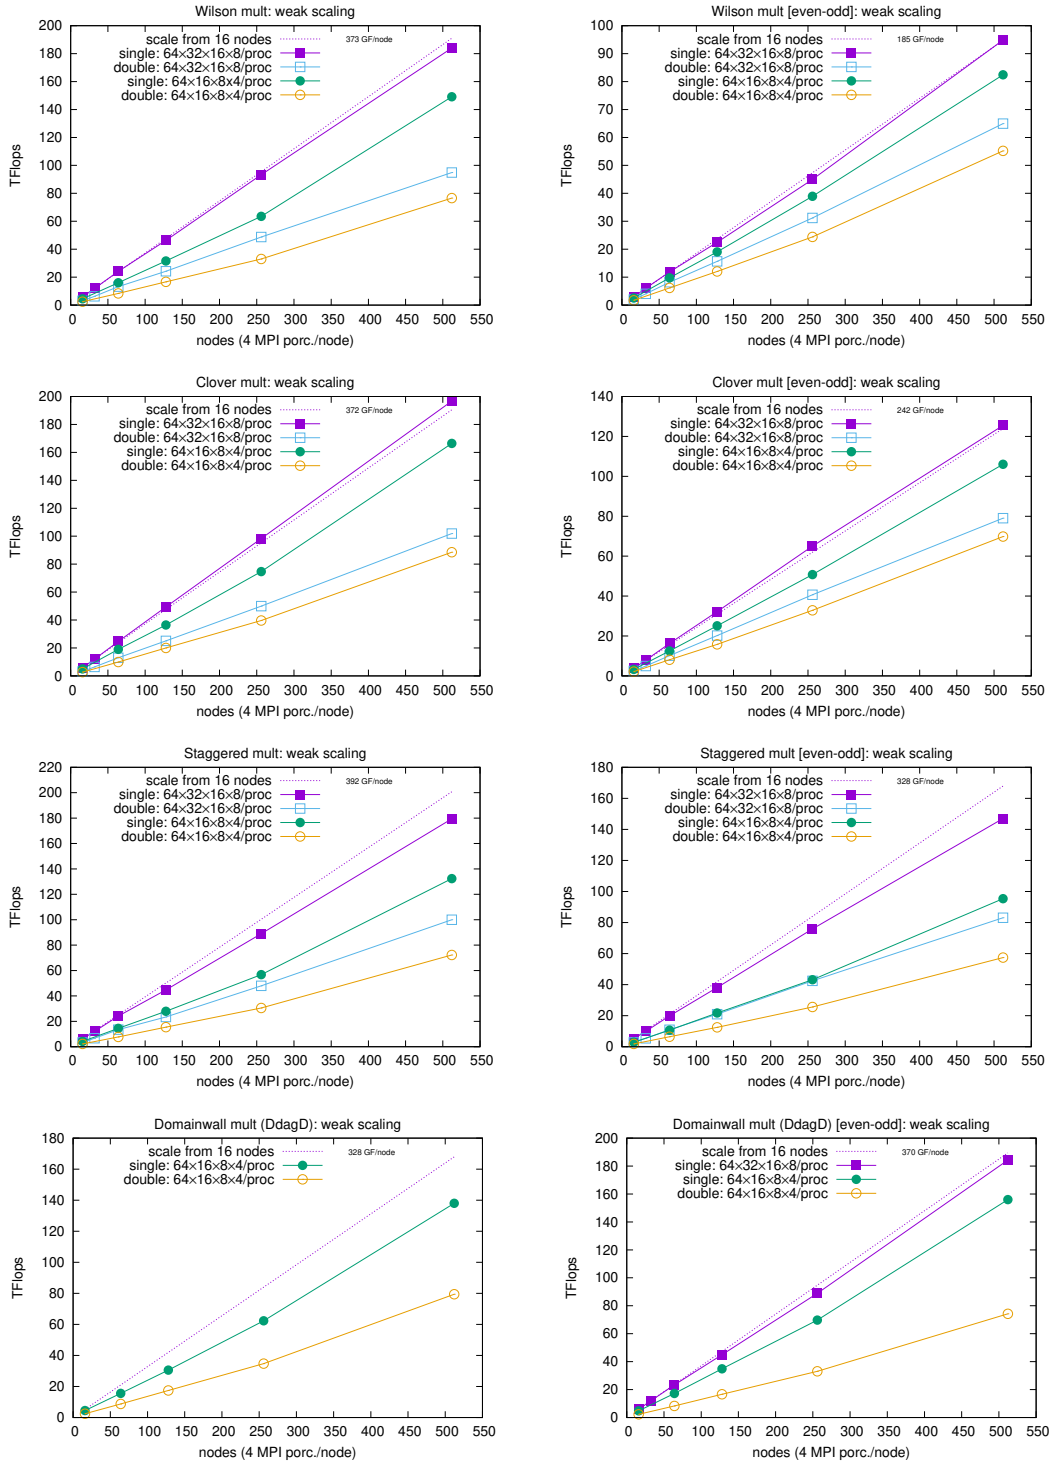 Wilson mult: weak scaling
scale from 16 nodes
373 GF/node
single: 64×32×16×8/proc
double: 64×32×16×8/proc
single: 64×16×8×4/proc
double: 64×16×8×4/proc
TFlops
200
180
160
140
120
100
80
60
40
20
0
0 50 100 150 200 250 300 350 400 450 500 550
nodes (4 MPI porc./node)
Wilson mult [even-odd]: weak scaling
scale from 16 nodes
185 GF/node
single: 64×32×16×8/proc
double: 64×32×16×8/proc
single: 64×16×8×4/proc
double: 64×16×8×4/proc
TFlops
100
90
80
70
60
50
40
30
20
10
0
0 50 100 150 200 250 300 350 400 450 500 550
nodes (4 MPI porc./node)
Clover mult: weak scaling
scale from 16 nodes
372 GF/node
single: 64×32×16×8/proc
double: 64×32×16×8/proc
single: 64×16×8×4/proc
double: 64×16×8×4/proc
TFlops
200
180
160
140
120
100
80
60
40
20
0
0 50 100 150 200 250 300 350 400 450 500 550
nodes (4 MPI porc./node)
Clover mult [even-odd]: weak scaling
scale from 16 nodes
242 GF/node
single: 64×32×16×8/proc
double: 64×32×16×8/proc
single: 64×16×8×4/proc
double: 64×16×8×4/proc
TFlops
140
120
100
80
60
40
20
0
0 50 100 150 200 250 300 350 400 450 500 550
nodes (4 MPI porc./node)
Staggered mult: weak scaling
scale from 16 nodes
392 GF/node
single: 64×32×16×8/proc
double: 64×32×16×8/proc
single: 64×16×8×4/proc
double: 64×16×8×4/proc
TFlops
220
200
180
160
140
120
100
80
60
40
20
0
0 50 100 150 200 250 300 350 400 450 500 550
nodes (4 MPI porc./node)
Staggered mult [even-odd]: weak scaling
scale from 16 nodes
328 GF/node
single: 64×32×16×8/proc
double: 64×32×16×8/proc
single: 64×16×8×4/proc
double: 64×16×8×4/proc
TFlops
180
160
140
120
100
80
60
40
20
0
0 50 100 150 200 250 300 350 400 450 500 550
nodes (4 MPI porc./node)
Domainwall mult (DdagD): weak scaling
scale from 16 nodes
328 GF/node
single: 64×16×8×4/proc
double: 64×16×8×4/proc
TFlops
180
160
140
120
100
80
60
40
20
0
0 50 100 150 200 250 300 350 400 450 500 550
nodes (4 MPI porc./node)
Domainwall mult (DdagD) [even-odd]: weak scaling
scale from 16 nodes
370 GF/node
single: 64×32×16×8/proc
single: 64×16×8×4/proc
double: 64×16×8×4/proc
TFlops
200
180
160
140
120
100
80
60
40
20
0
0 50 100 150 200 250 300 350 400 450 500 550
nodes (4 MPI porc./node)